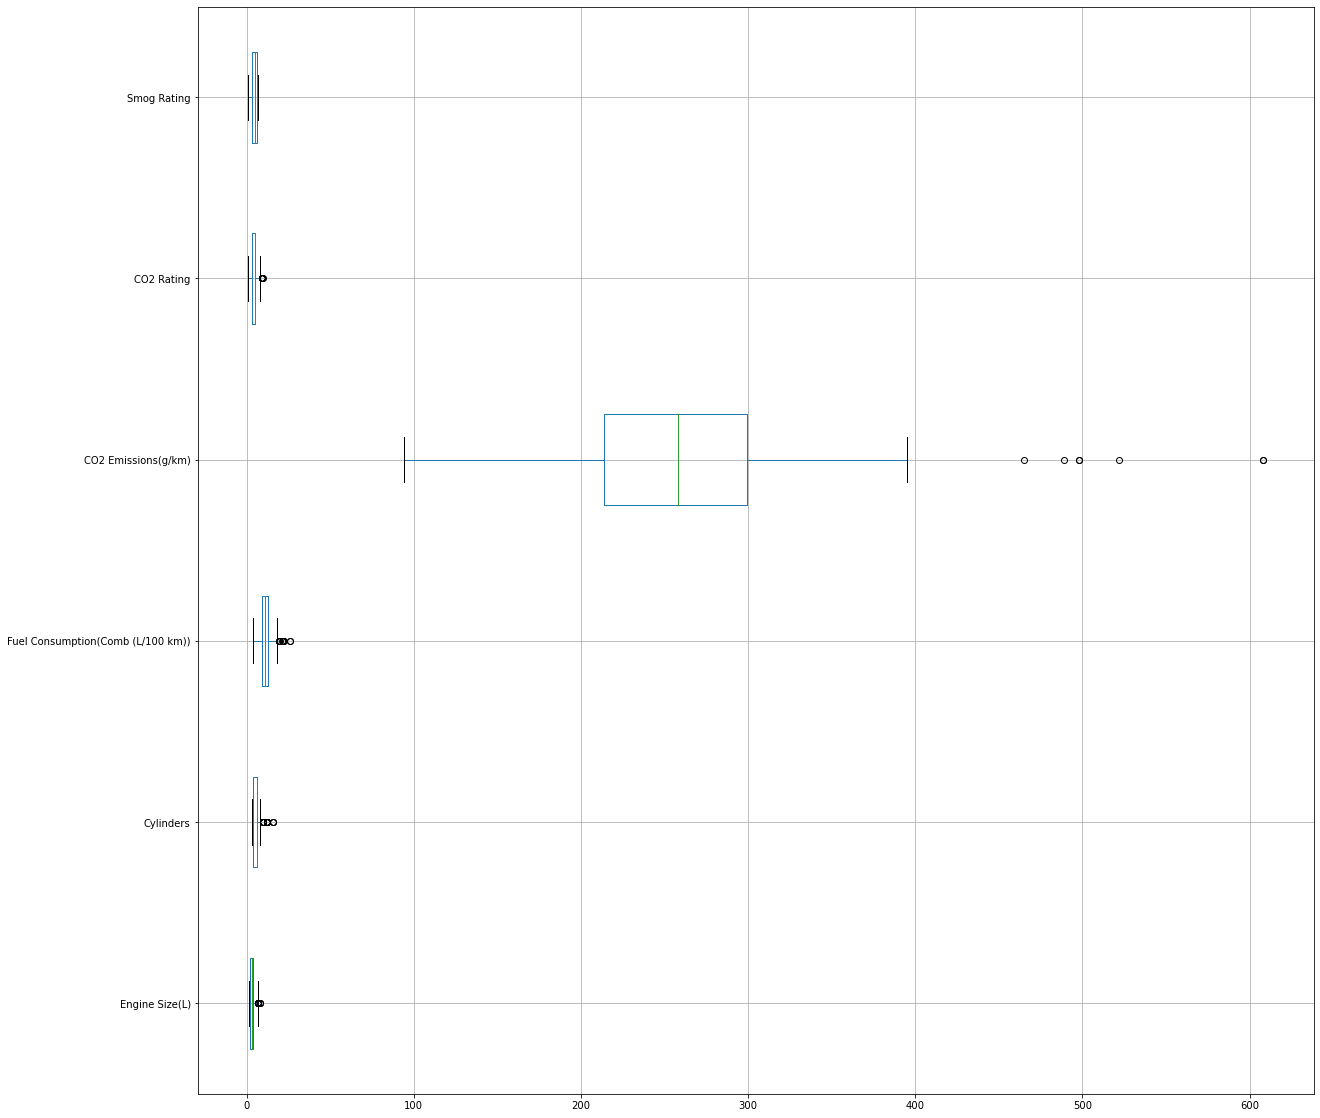 Smog Rating
CO2 Rating
CO2 Emissions(g/km)
Fuel Consumption(Comb (L/100 km))
Cylinders
Engine Size(L)
0 100 200 300 400 500 600